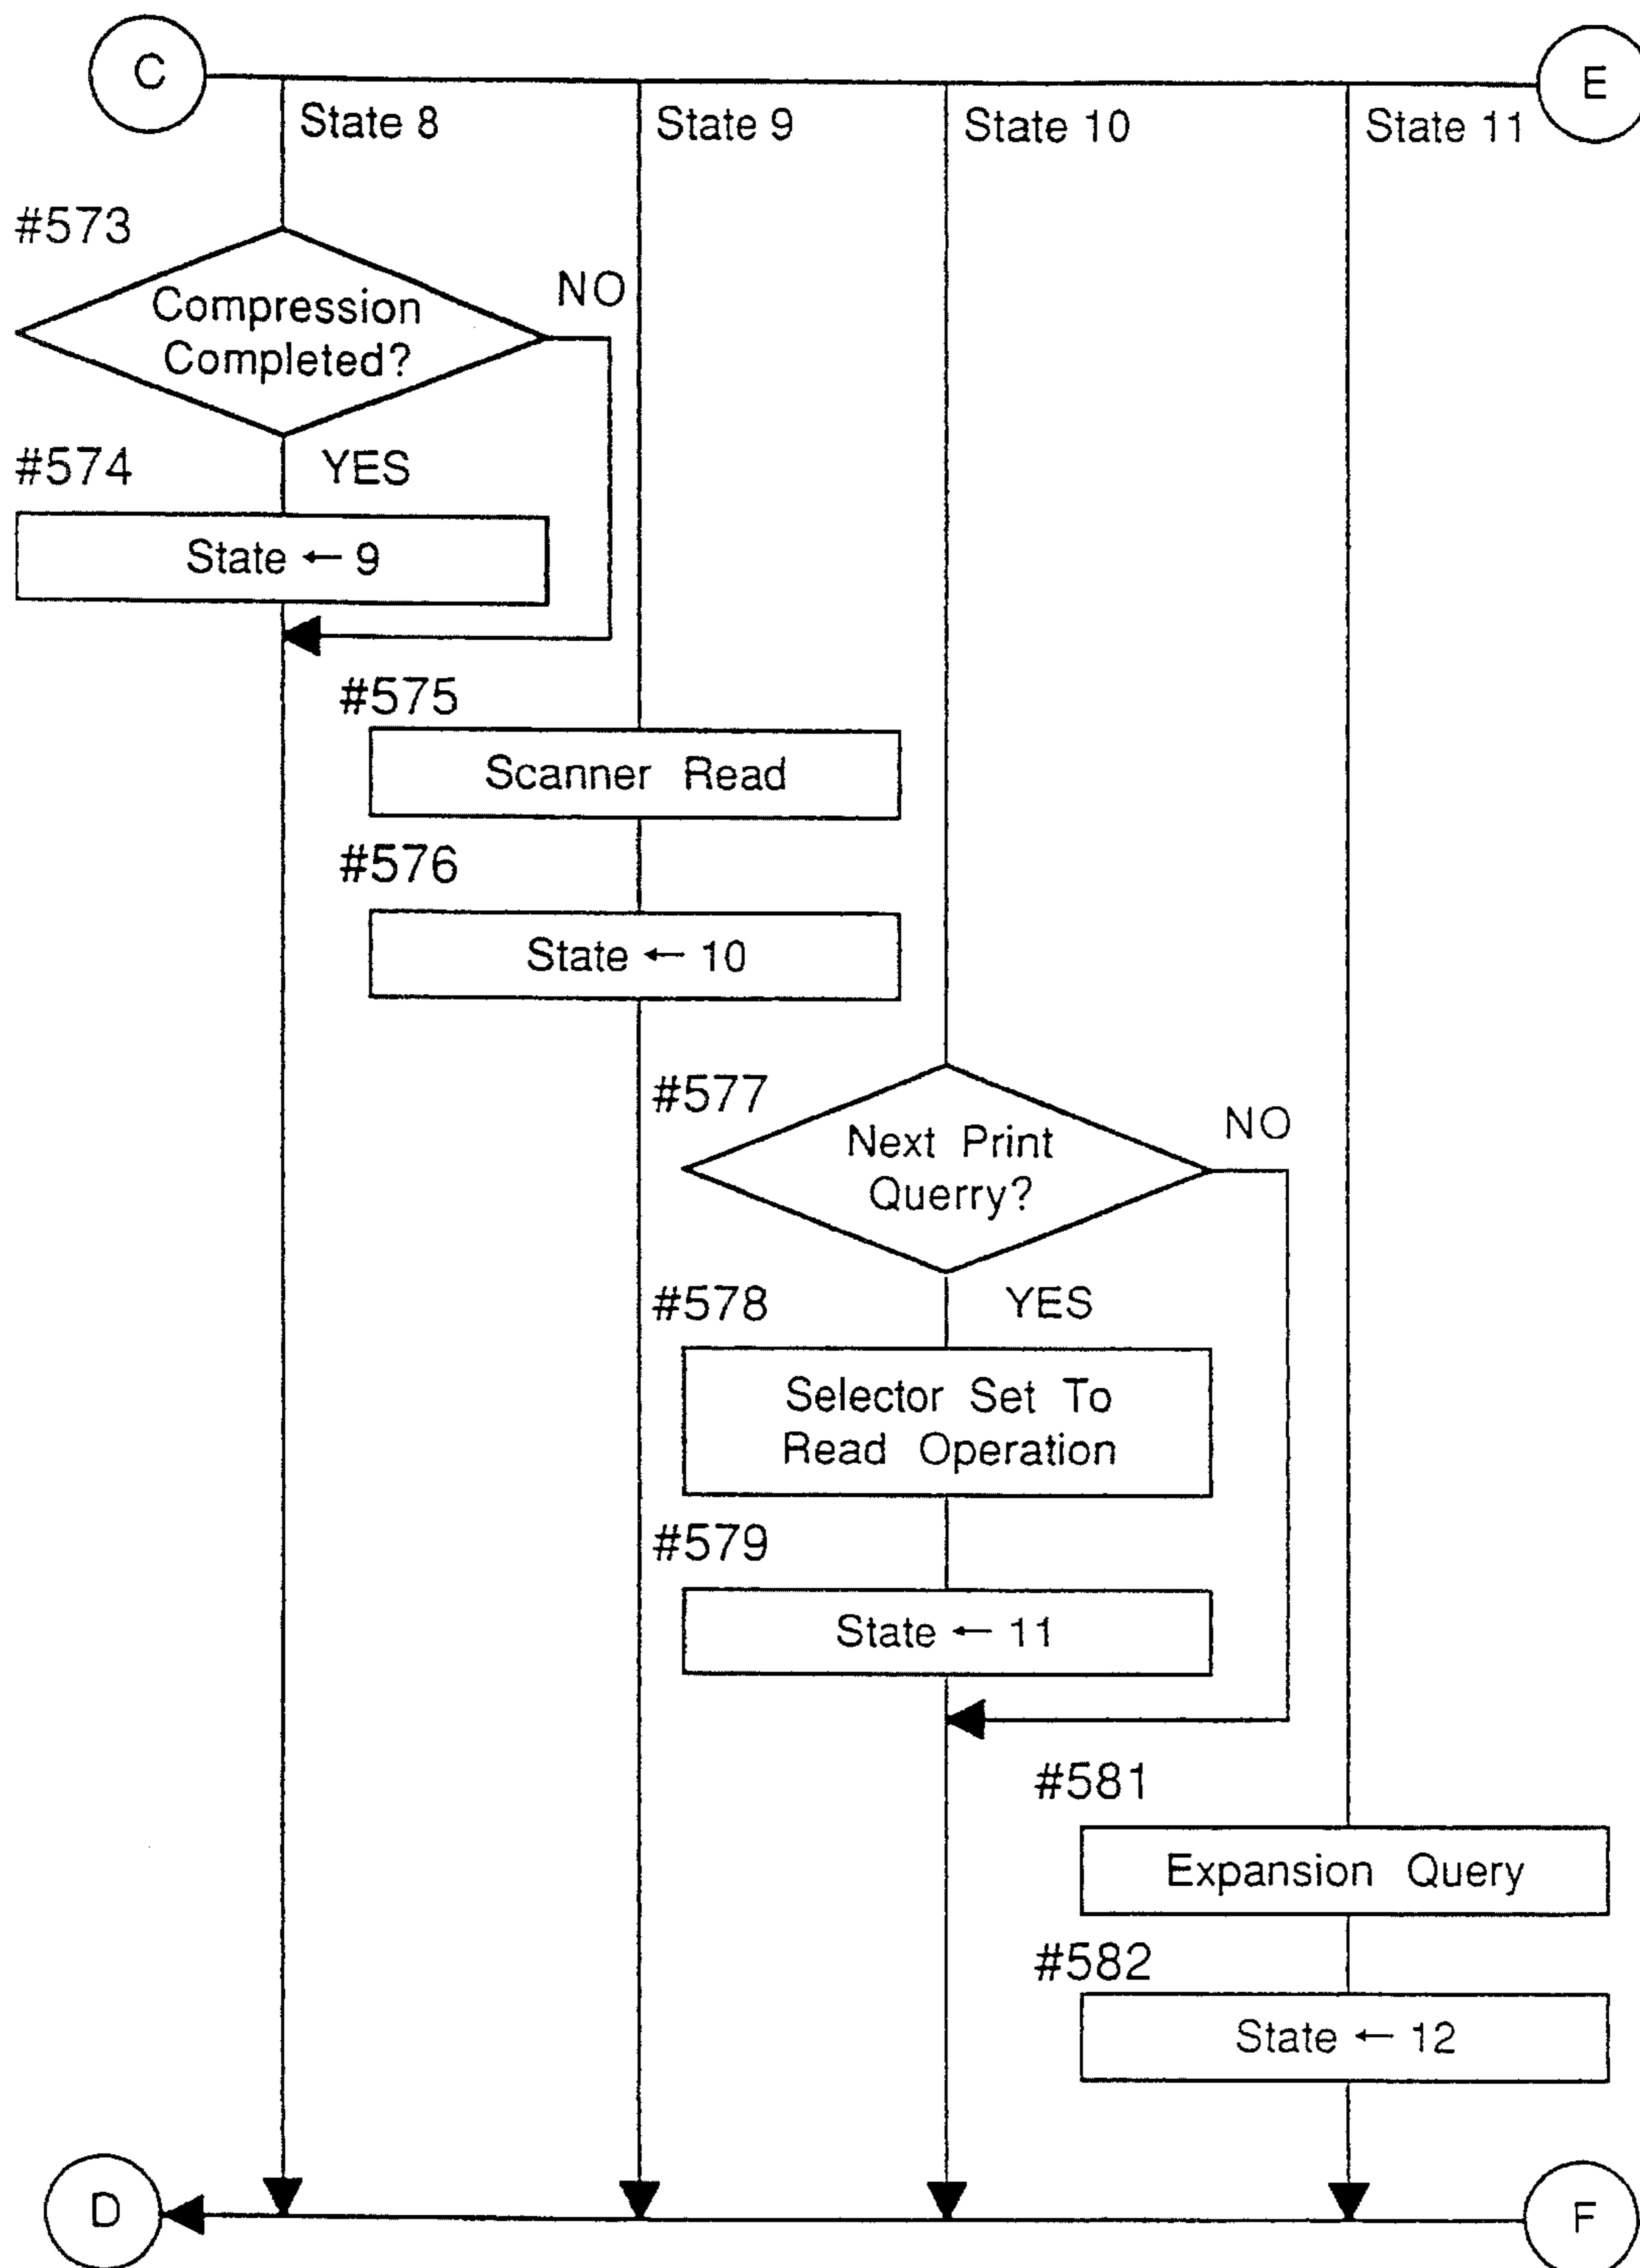 C
E
State 8
State 9
State 10
State 11
#573
Compression
Completed?
NO
#574
YES
State ← 9
#575
Scanner Read
#576
State ← 10
#577
Next Print
Querry?
NO
#578
YES
Selector Set To
Read Operation
#579
State ← 11
#581
Expansion Query
#582
State ← 12
D
F